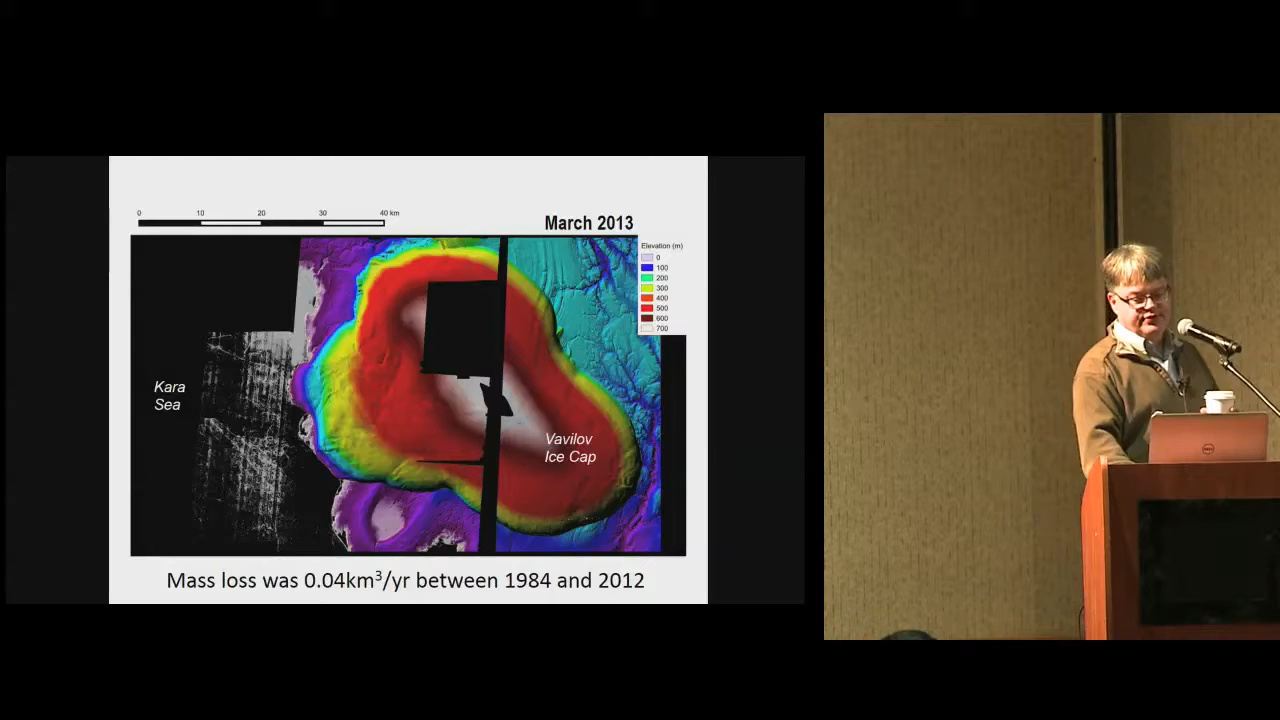 0 10 20 30 40 km
March 2013
Elevation (m)
0
100
200
300
400
500
600
700
Kara
Sea
Vavilov
Ice Cap
Mass loss was 0.04km³/yr between 1984 and 2012
DELL